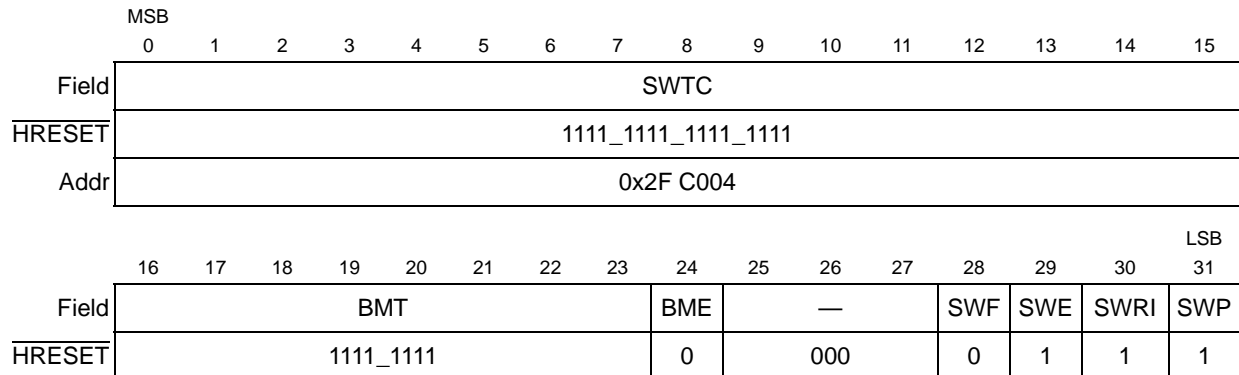 MSB
0 1 2 3 4 5 6 7 8 9 10 11 12 13 14 15
Field SWTC
HRESET 1111_1111_1111_1111
Addr 0x2F C004
LSB
16 17 18 19 20 21 22 23 24 25 26 27 28 29 30 31
Field BMT BME — SWF SWE SWRI SWP
HRESET 1111_1111 0 000 0 1 1 1